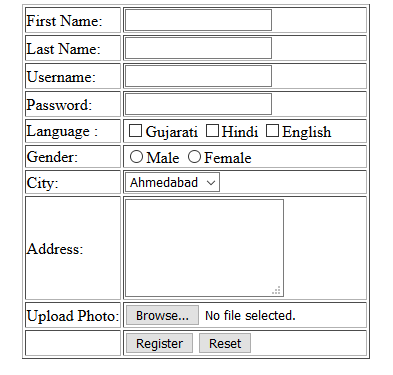 First Name:
Last Name:
Username:
Password:
Language : Gujarati Hindi English
Gender: Male Female
City: Ahmedabad
Address:
Upload Photo: Browse... No file selected.
Register Reset